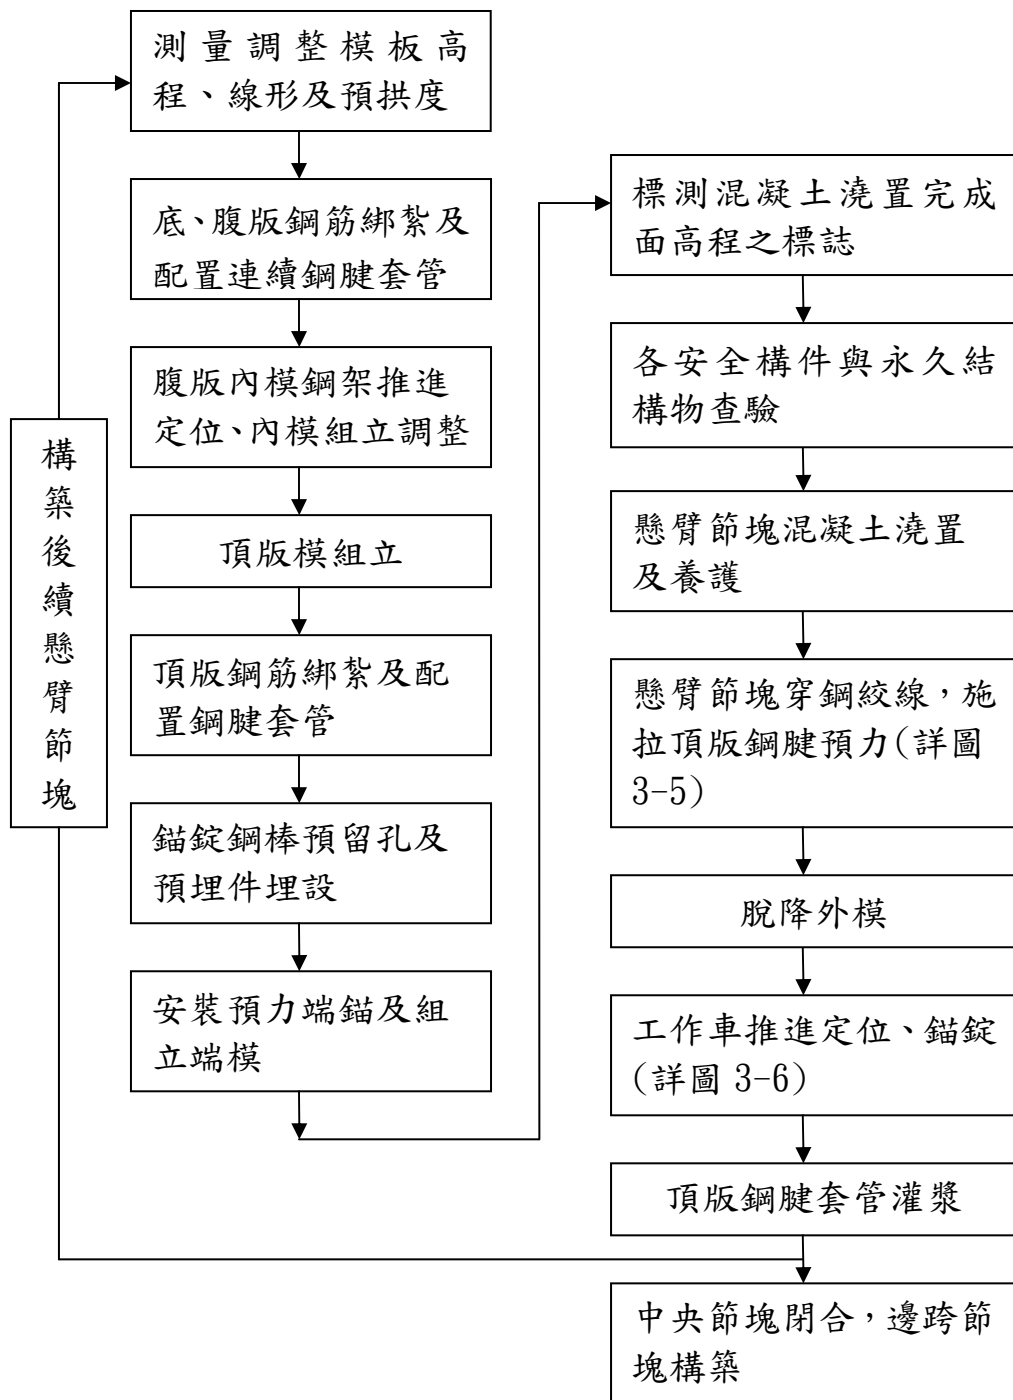 測量調整模板高
程、線形及預拱度
底、腹版鋼筋綁紮及
配置連續鋼腱套管
腹版內模鋼架推進
定位、內模組立調整
頂版模組立
頂版鋼筋綁紮及配
置鋼腱套管
錨錠鋼棒預留孔及
預埋件埋設
安裝預力端錨及組
立端模
構築後續懸臂節塊
標測混凝土澆置完成
面高程之標誌
各安全構件與永久結
構物查驗
懸臂節塊混凝土澆置
及養護
懸臂節塊穿鋼絞線，施
拉頂版鋼腱預力(詳圖
3-5)
脫降外模
工作車推進定位、錨錠
(詳圖 3-6)
頂版鋼腱套管灌漿
中央節塊閉合，邊跨節
塊構築